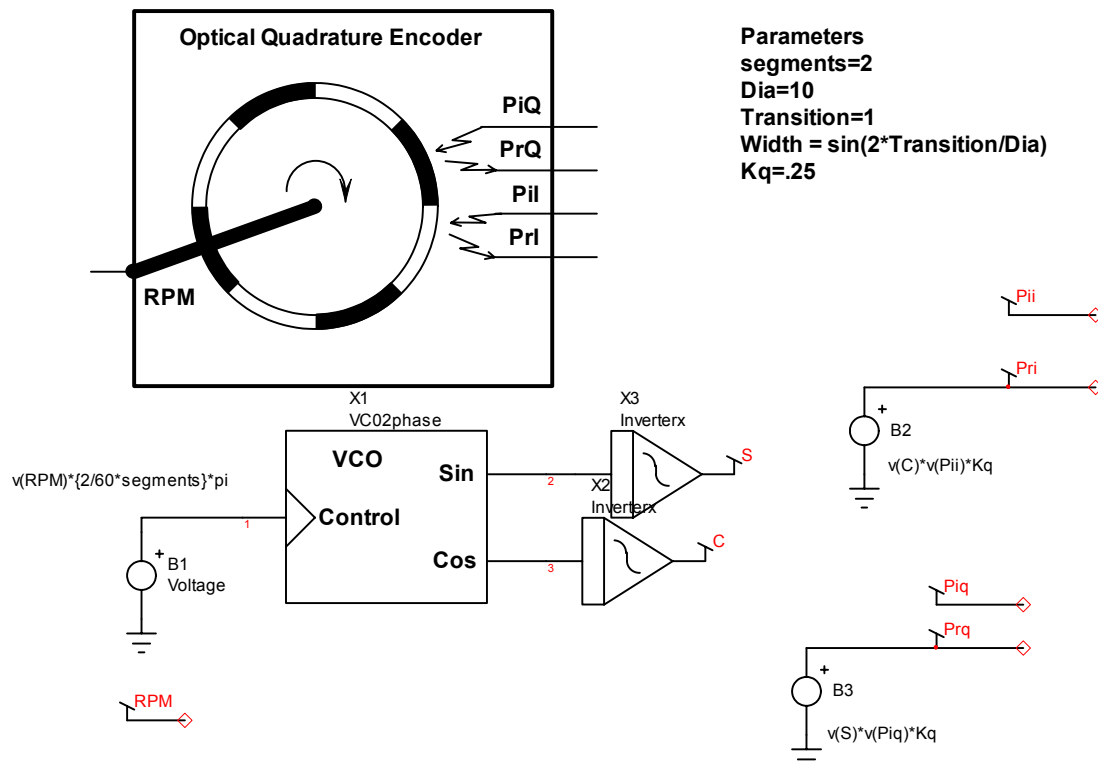 Optical Quadrature Encoder
PiQ
PrQ
PiI
PrI
RPM
Parameters
segments=2
Dia=10
Transition=1
Width = sin(2*Transition/Dia)
Kq=.25
Pii
Pri
B2
v(C)*v(Pii)*Kq
X1
VC02phase
VCO
Sin
Control
Cos
v(RPM)*{2/60*segments}*pi
1
B1
Voltage
2
3
X3
Inverterx
S
X2
Inverterx
C
Piq
Prq
B3
v(S)*v(Piq)*Kq
RPM